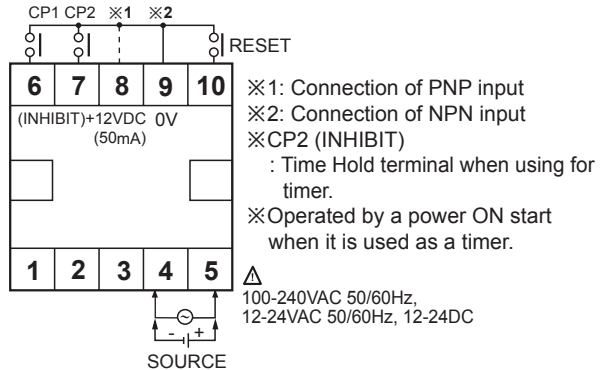 CP1 CP2 ※1 ※2
RESET
6 7 8 9 10
(INHIBIT)+12VDC 0V
(50mA)
※1: Connection of PNP input
※2: Connection of NPN input
※CP2 (INHIBIT)
: Time Hold terminal when using for
timer.
※Operated by a power ON start
when it is used as a timer.
1 2 3 4 5
⚠
100-240VAC 50/60Hz,
12-24VAC 50/60Hz, 12-24DC
- +
SOURCE